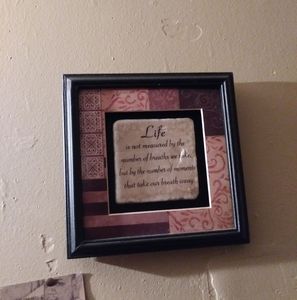 Life
is not measured by the
number of breaths we take,
but by the number of moments
that take our breath away